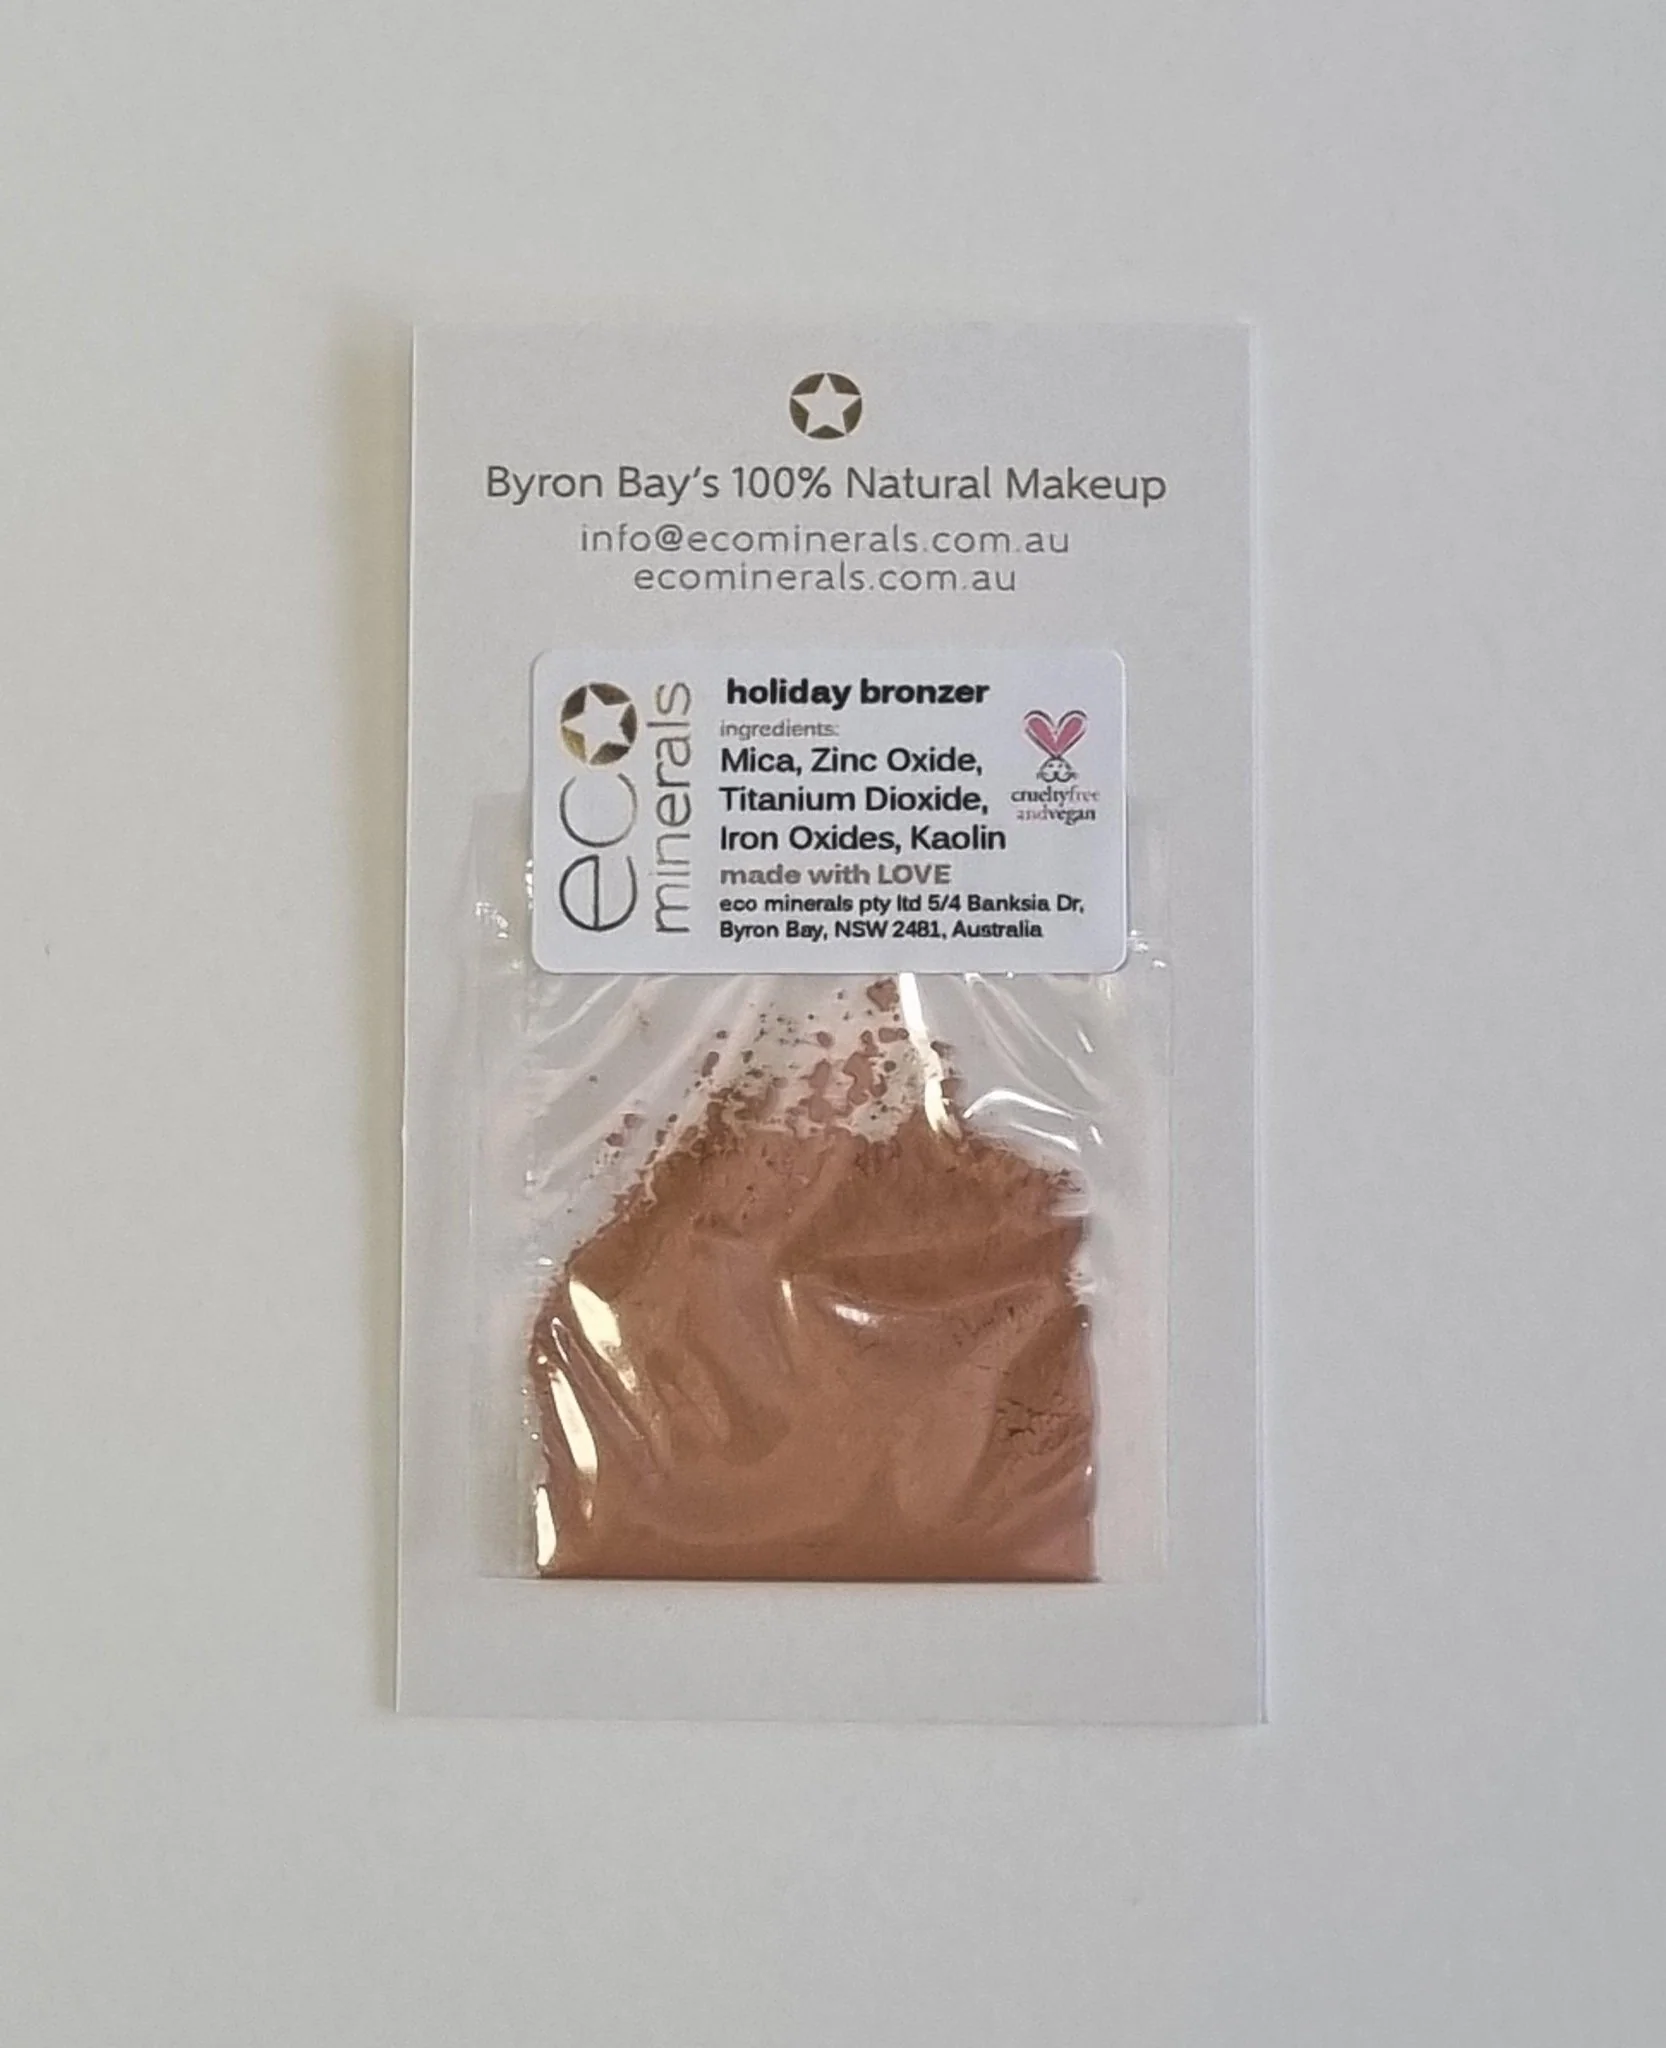 Byron Bay's 100% Natural Makeup
info@ecominerals.com.au
ecominerals.com.au
eco
minerals
holiday bronzer
ingredients:
Mica, Zinc Oxide,
Titanium Dioxide,
Iron Oxides, Kaolin
crueltyfree
andvegan
made with LOVE
eco minerals pty ltd 5/4 Banksia Dr,
Byron Bay, NSW 2481, Australia